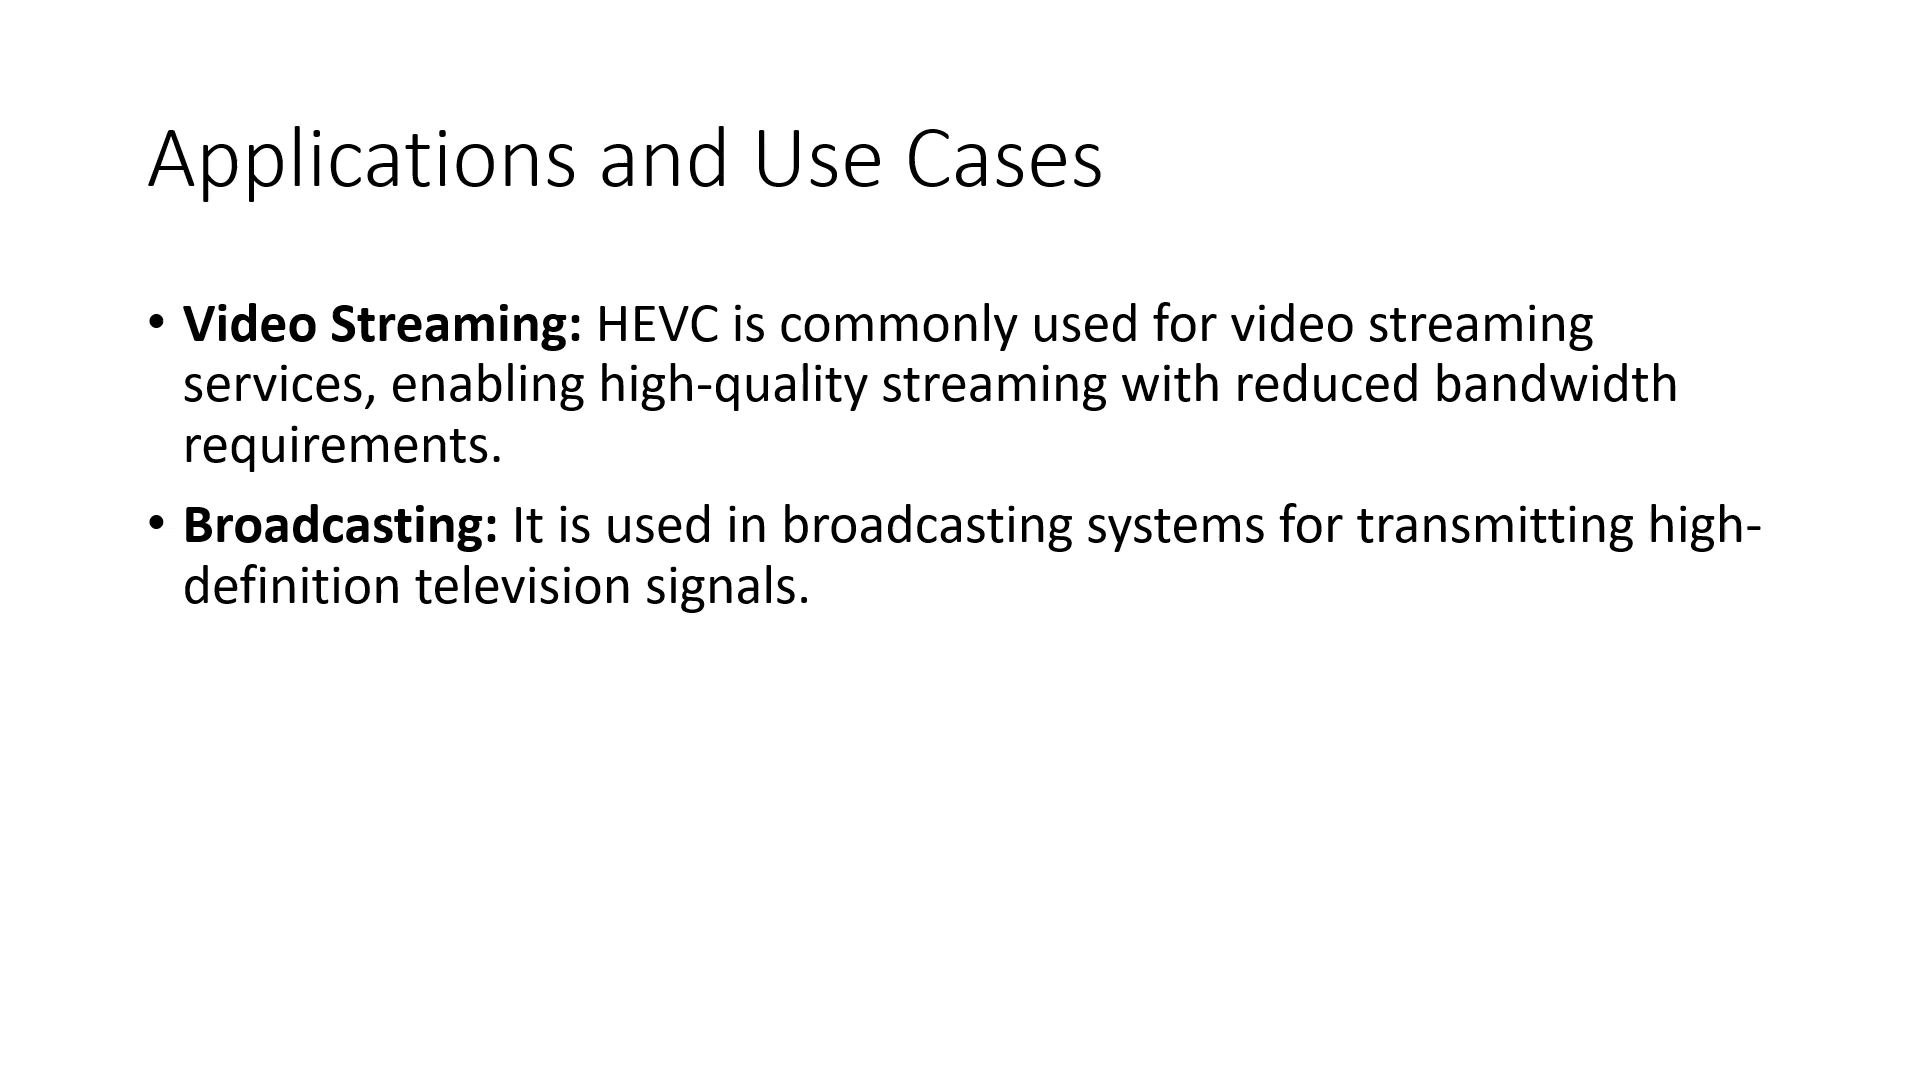 Applications and Use Cases
• Video Streaming: HEVC is commonly used for video streaming
services, enabling high-quality streaming with reduced bandwidth
requirements.
• Broadcasting: It is used in broadcasting systems for transmitting high-
definition television signals.